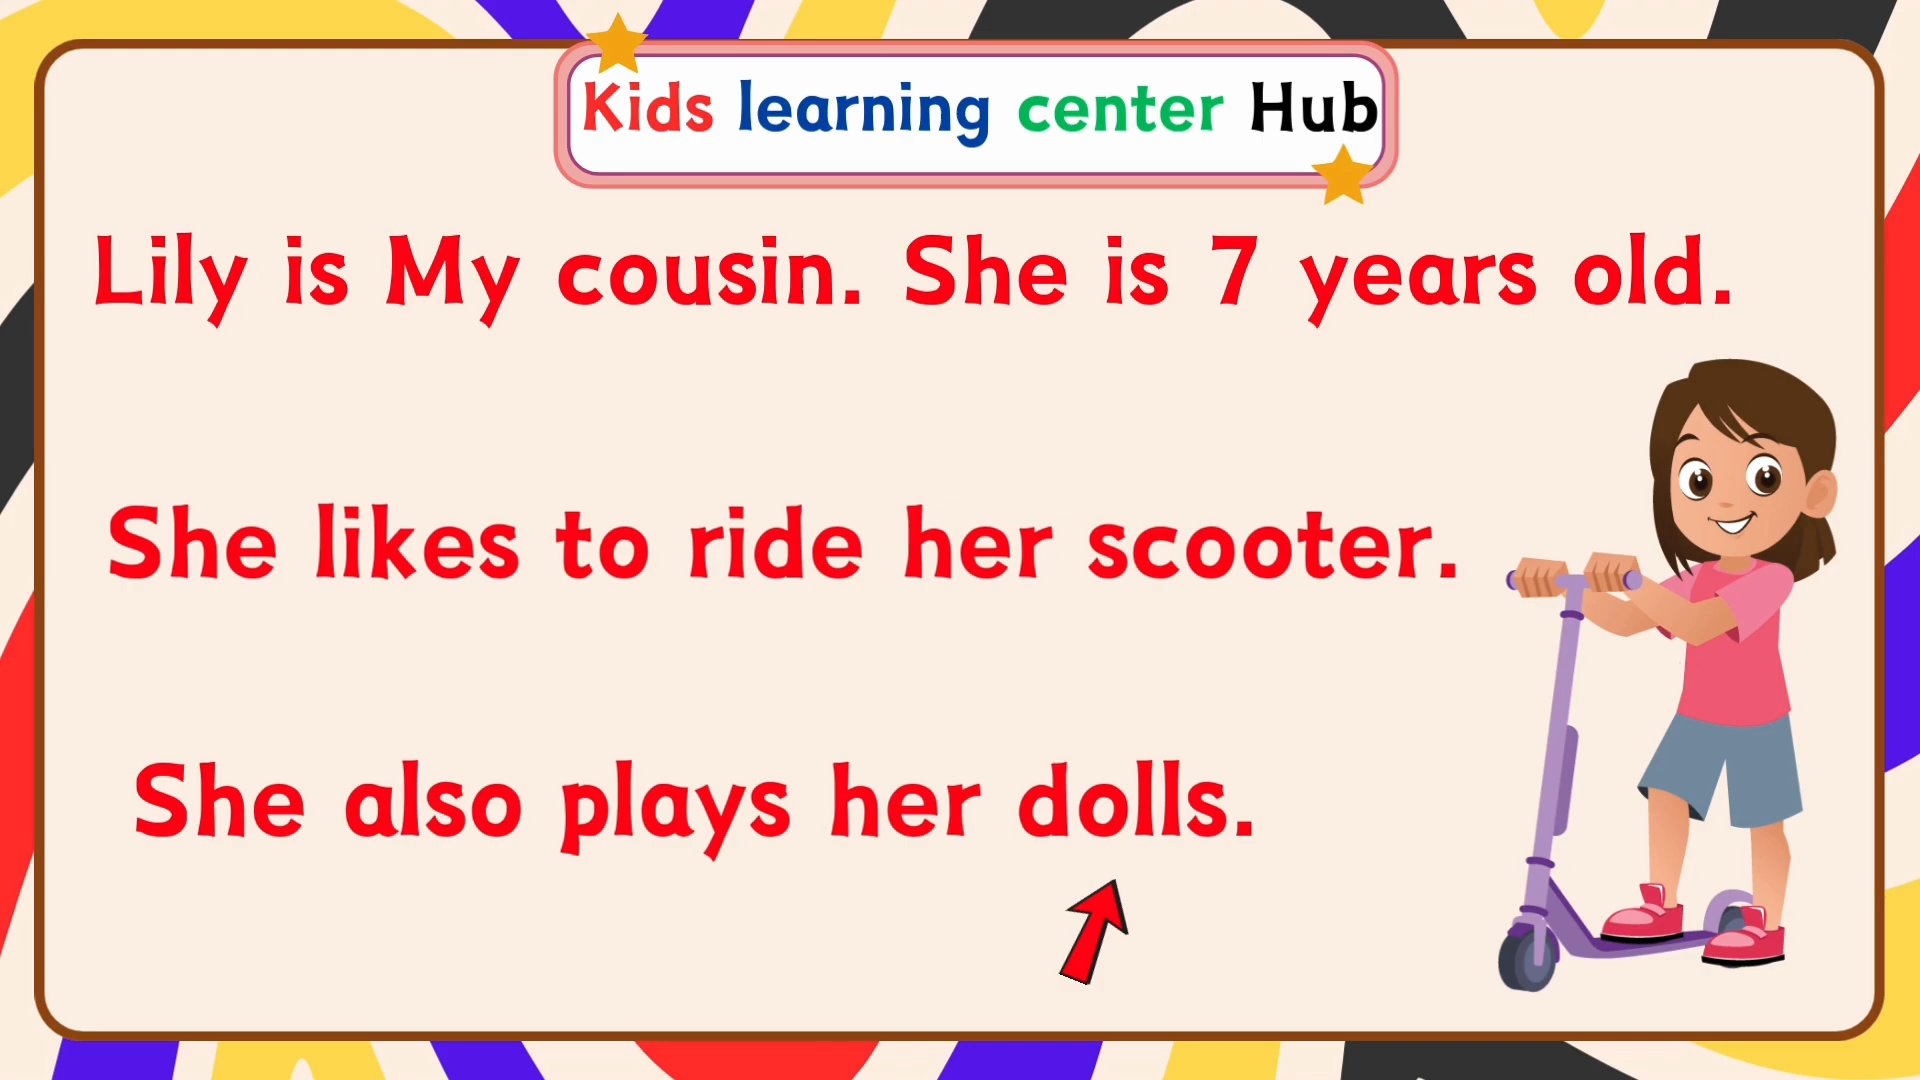 Kids learning center Hub
Lily is My cousin. She is 7 years old.
She likes to ride her scooter.
She also plays her dolls.